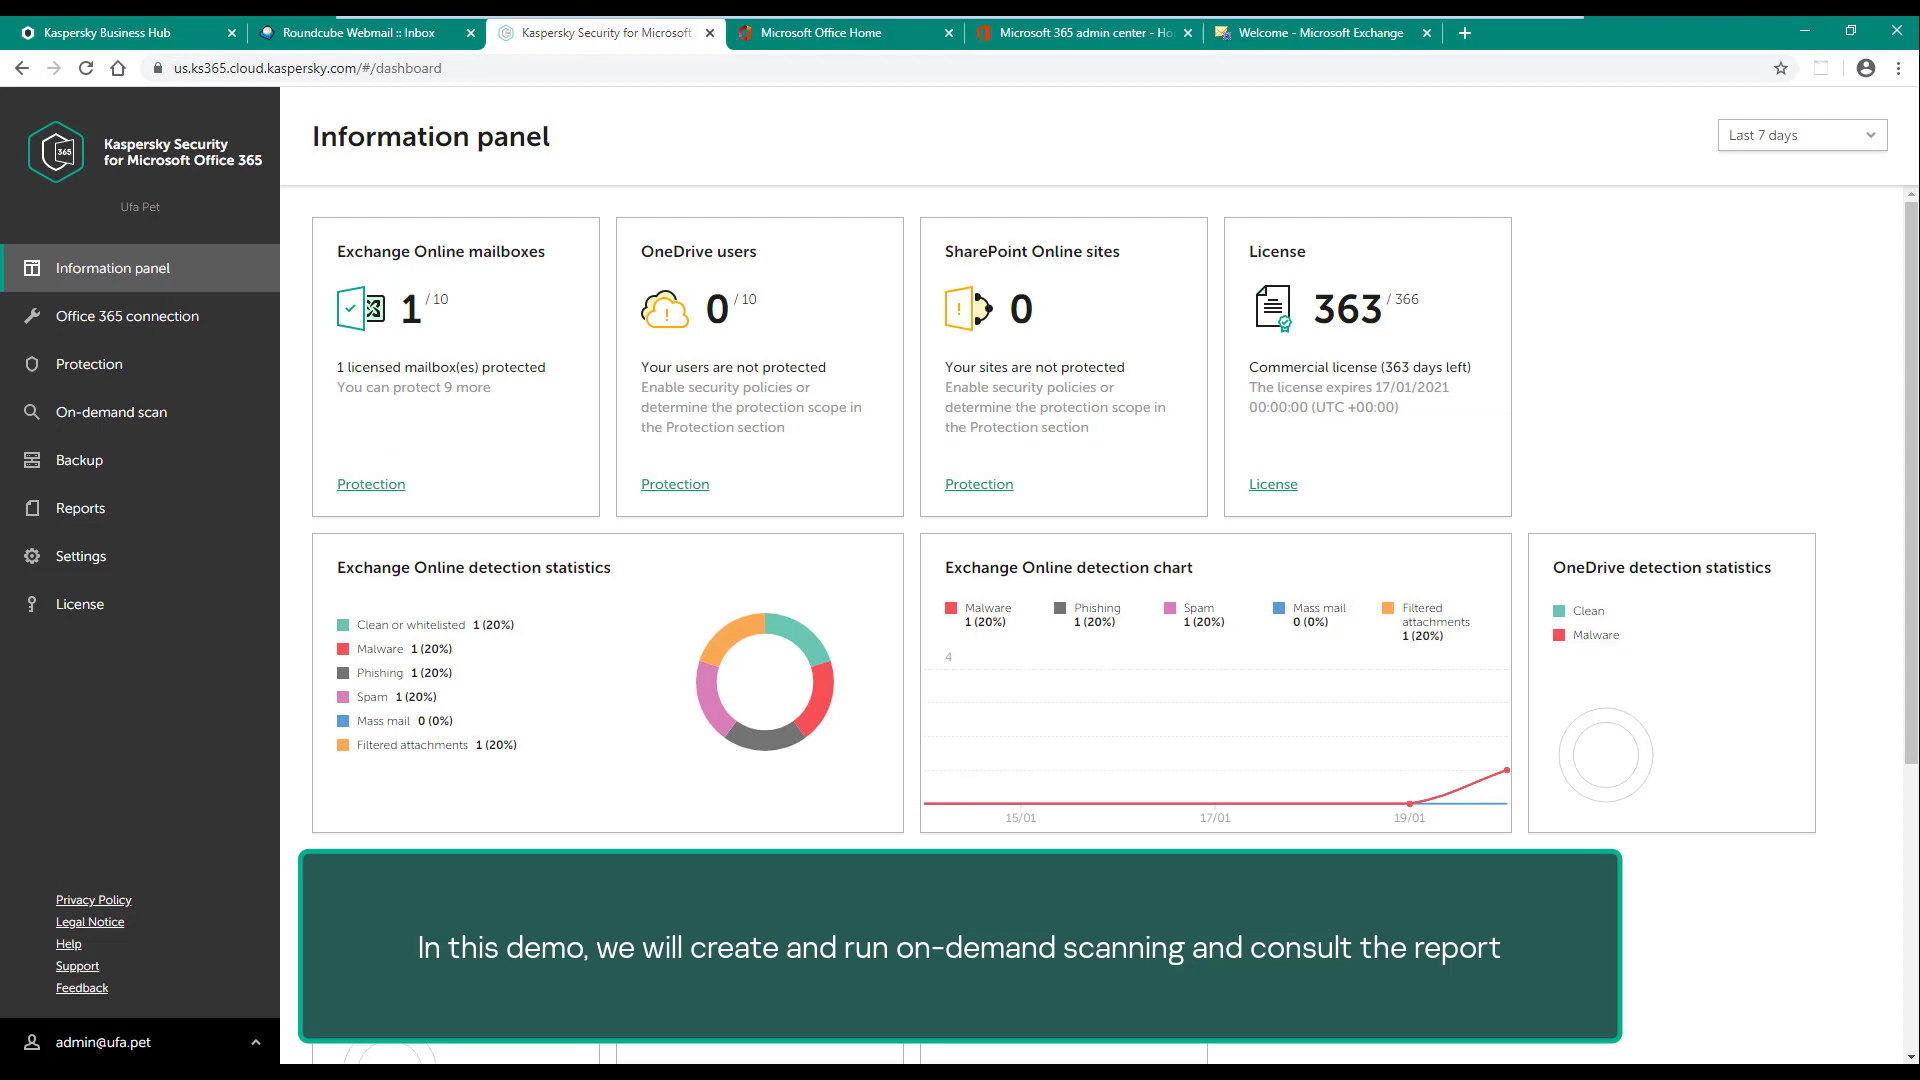 Kaspersky Business Hub
Roundcube Webmail :: Inbox
Kaspersky Security for Microsoft
Microsoft Office Home
Microsoft 365 admin center - Ho
Welcome - Microsoft Exchange
us.ks365.cloud.kaspersky.com/#/dashboard
365
Kaspersky Security
for Microsoft Office 365
Ufa Pet
Information panel
Office 365 connection
Protection
On-demand scan
Backup
Reports
Settings
License
Privacy Policy
Legal Notice
Help
Support
Feedback
admin@ufa.pet
Information panel
Last 7 days
Exchange Online mailboxes
1 / 10
1 licensed mailbox(es) protected
You can protect 9 more
Protection
OneDrive users
0 / 10
Your users are not protected
Enable security policies or
determine the protection scope in
the Protection section
Protection
SharePoint Online sites
0
Your sites are not protected
Enable security policies or
determine the protection scope in
the Protection section
Protection
License
363 / 366
Commercial license (363 days left)
The license expires 17/01/2021
00:00:00 (UTC +00:00)
License
Exchange Online detection statistics
Clean or whitelisted 1 (20%)
Malware 1 (20%)
Phishing 1 (20%)
Spam 1 (20%)
Mass mail 0 (0%)
Filtered attachments 1 (20%)
Exchange Online detection chart
Malware
1 (20%)
Phishing
1 (20%)
Spam
1 (20%)
Mass mail
0 (0%)
Filtered
attachments
1 (20%)
4
15/01
17/01
19/01
OneDrive detection statistics
Clean
Malware
In this demo, we will create and run on-demand scanning and consult the report